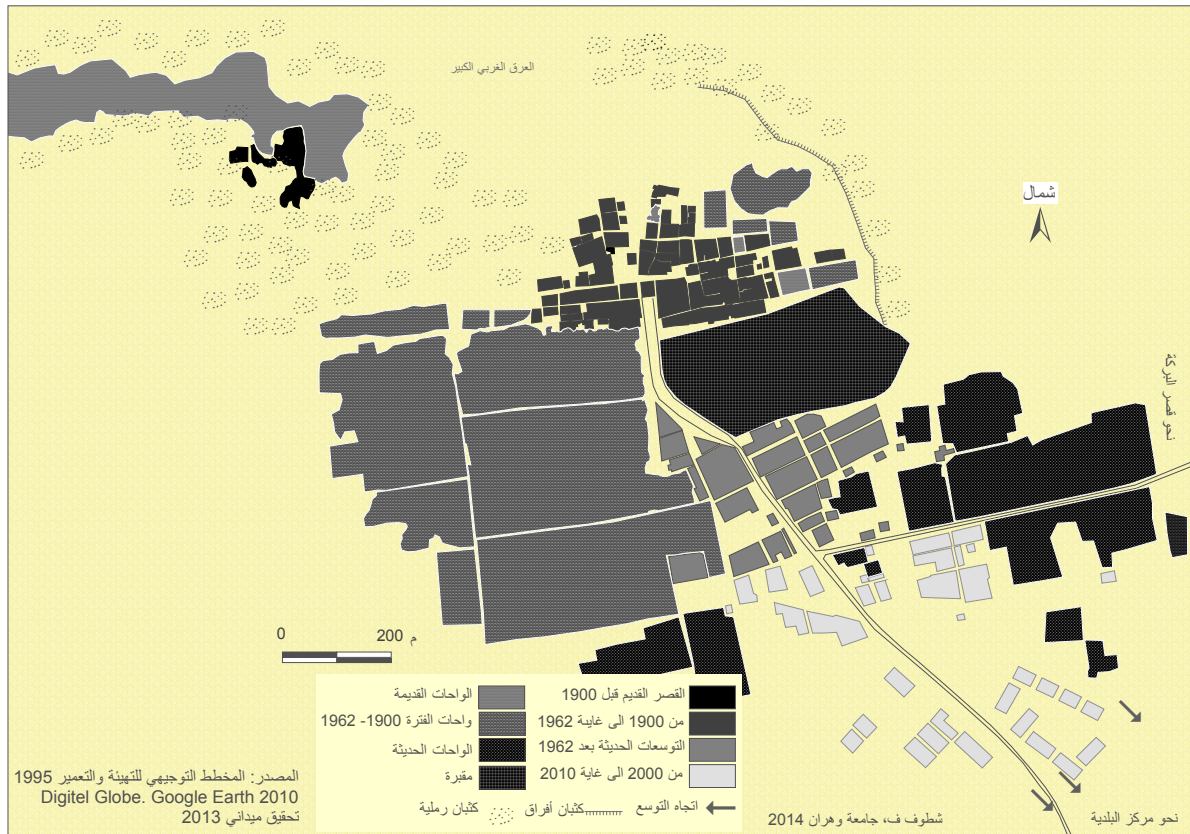 العرق الغربي الكبير
شمال
نحو قصر البركة
0 200 م
القصر القديم قبل 1900
من 1900 الى غاية 1962
التوسعات الحديثة بعد 1962
من 2000 الى غاية 2010
الواحات القديمة
واحات الفترة 1900- 1962
الواحات الحديثة
مقبرة
اتجاه التوسع
كثبان أفراق
كثبان رملية
المصدر: المخطط التوجيهي للتهيئة والتعمير 1995
Digitel Globe. Google Earth 2010
تحقيق ميداني 2013
شطوف ف، جامعة وهران 2014
نحو مركز البلدية